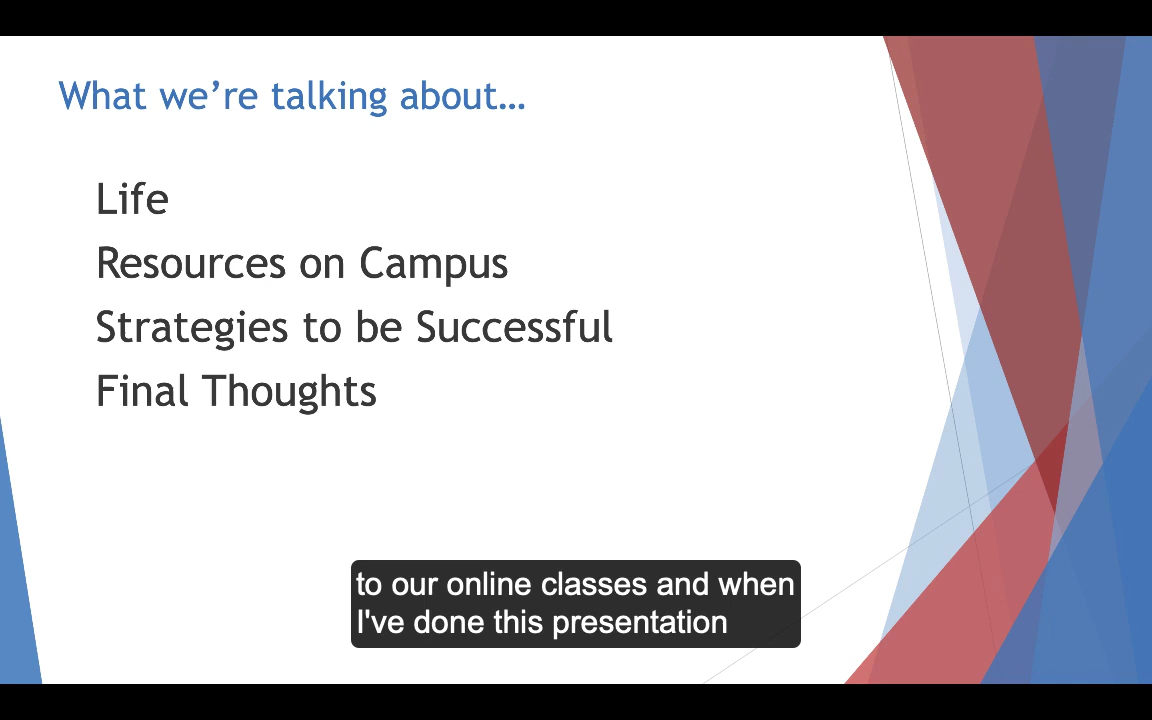 What we’re talking about…
Life
Resources on Campus
Strategies to be Successful
Final Thoughts
to our online classes and when
I've done this presentation